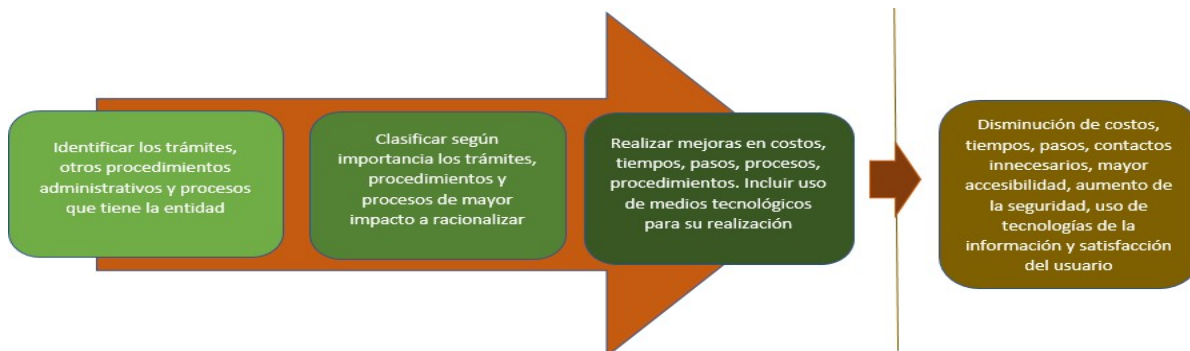 Identificar los trámites,
otros procedimientos
administrativos y procesos
que tiene la entidad
Clasificar según
importancia los trámites,
procedimientos y
procesos de mayor
impacto a racionalizar
Realizar mejoras en costos,
tiempos, pasos, procesos,
procedimientos. Incluir uso
de medios tecnológicos
para su realización
Disminución de costos,
tiempos, pasos, contactos
innecesarios, mayor
accesibilidad, aumento de
la seguridad, uso de
tecnologías de la
información y satisfacción
del usuario